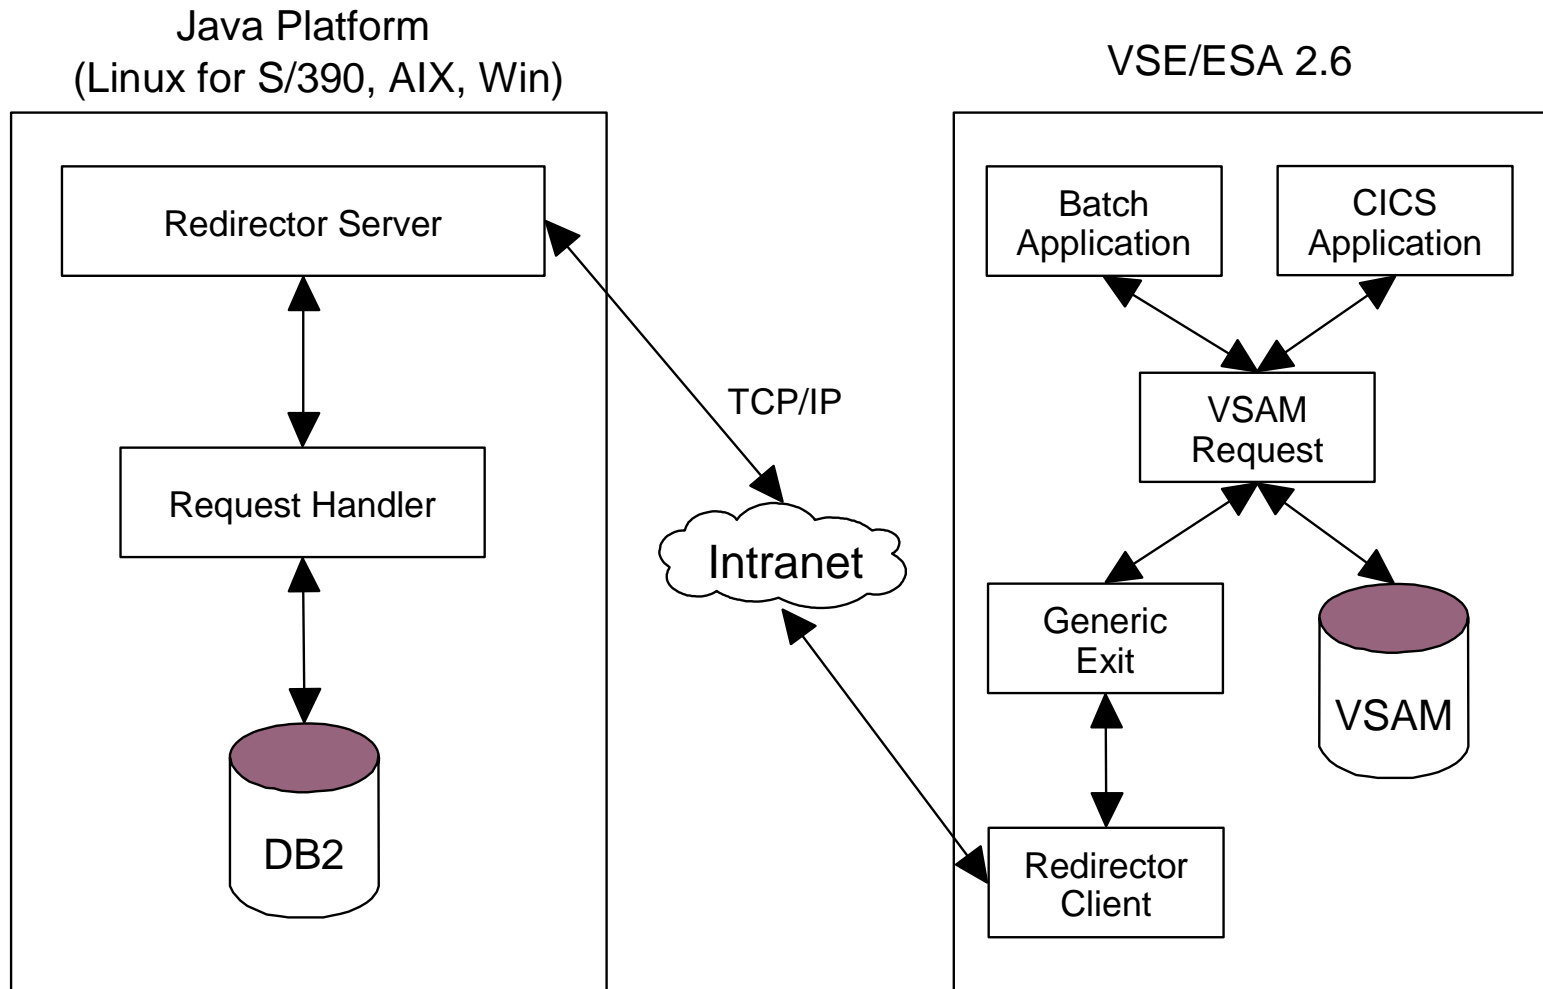 Java Platform
(Linux for S/390, AIX, Win)
VSE/ESA 2.6
Redirector Server
Batch
Application
CICS
Application
TCP/IP
VSAM
Request
Request Handler
Intranet
Generic
Exit
VSAM
DB2
Redirector
Client